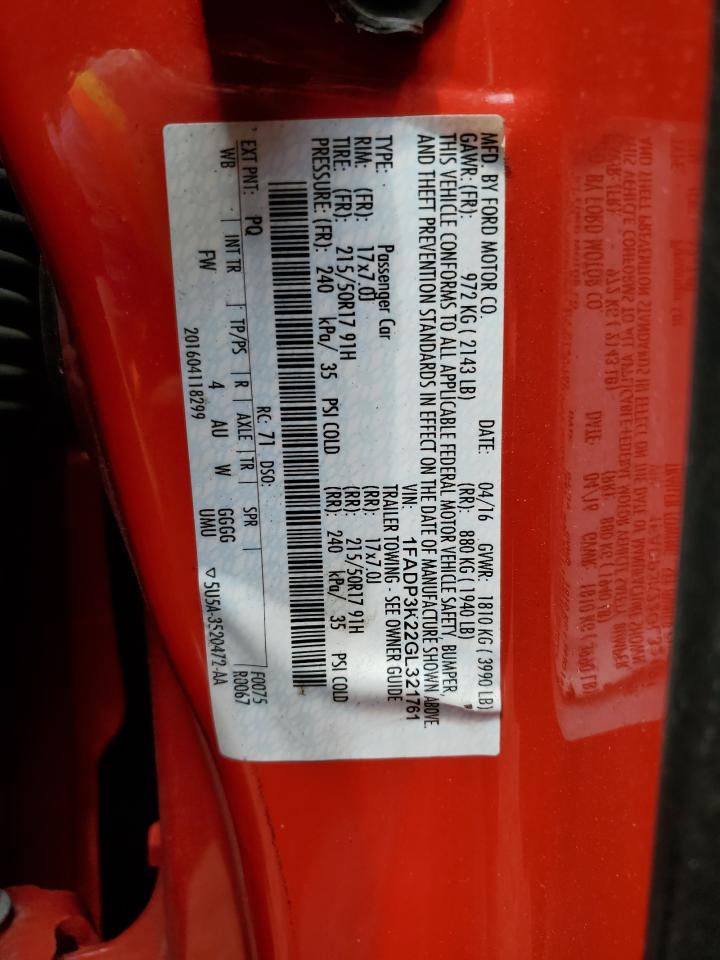 MFD. BY FORD MOTOR CO.
DATE: 04/16 GVWR: 1810 KG ( 3990 LB)
GAWR: (FR): 972 KG ( 2143 LB) (RR): 880 KG ( 1940 LB)
THIS VEHICLE CONFORMS TO ALL APPLICABLE FEDERAL MOTOR VEHICLE SAFETY, BUMPER,
AND THEFT PREVENTION STANDARDS IN EFFECT ON THE DATE OF MANUFACTURE SHOWN ABOVE.
VIN: 1FADP3K22GL321761
TYPE: Passenger Car TRAILER TOWING - SEE OWNER GUIDE
RIM: (FR): 17x7.0J (RR): 17x7.0J
TIRE: (FR): 215/50R17 91H (RR): 215/50R17 91H
PRESSURE: (FR): 240 kPa/ 35 PSI COLD (RR): 240 kPa/ 35 PSI COLD
RC: 71 DSO: F0075
EXT PNT: PQ R0067
WB INT TR TP/PS R AXLE TR SPR
FW 4 AU W GGGG
UMU
201604118299 ▽5U5A-3520472-AA